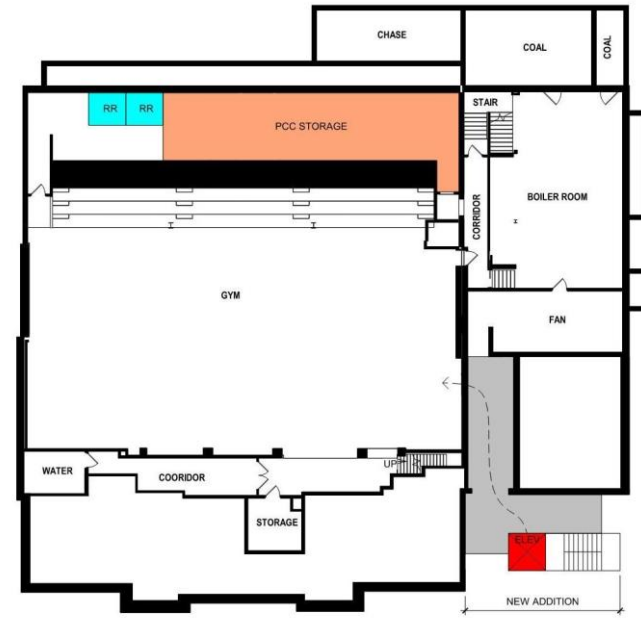 CHASE
COAL
COAL
RR
RR
STAIR
PCC STORAGE
BOILER ROOM
CORRIDOR
GYM
FAN
UP
WATER
COORIDOR
STORAGE
ELEV
NEW ADDITION